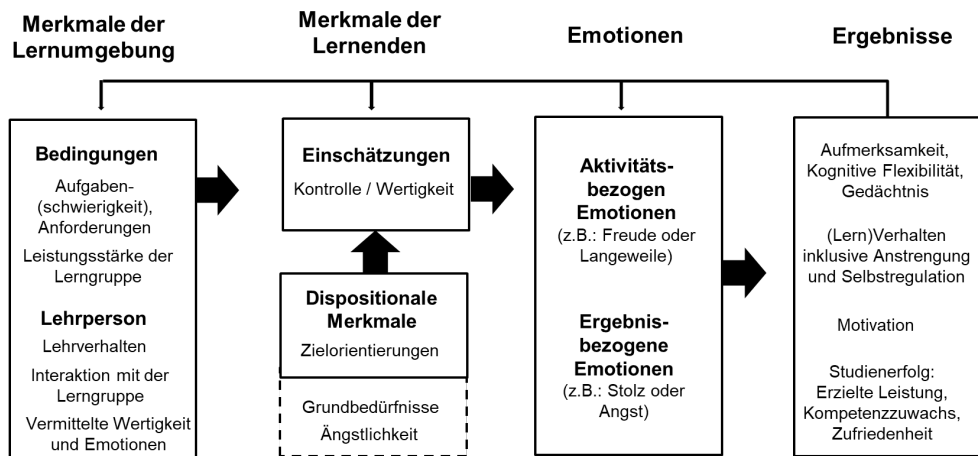 Merkmale der
Lernumgebung
Merkmale der
Lernenden
Emotionen
Ergebnisse
Bedingungen
Aufgaben-
(schwierigkeit),
Anforderungen
Leistungsstärke der
Lerngruppe
Lehrperson
Lehrverhalten
Interaktion mit der
Lerngruppe
Vermittelte Wertigkeit
und Emotionen
Einschätzungen
Kontrolle / Wertigkeit
Dispositionale
Merkmale
Zielorientierungen
Grundbedürfnisse
Ängstlichkeit
Aktivitäts-
bezogen
Emotionen
(z.B.: Freude oder
Langeweile)
Ergebnis-
bezogene
Emotionen
(z.B.: Stolz oder
Angst)
Aufmerksamkeit,
Kognitive Flexibilität,
Gedächtnis
(Lern)Verhalten
inklusive Anstrengung
und Selbstregulation
Motivation
Studienerfolg:
Erzielte Leistung,
Kompetenzzuwachs,
Zufriedenheit